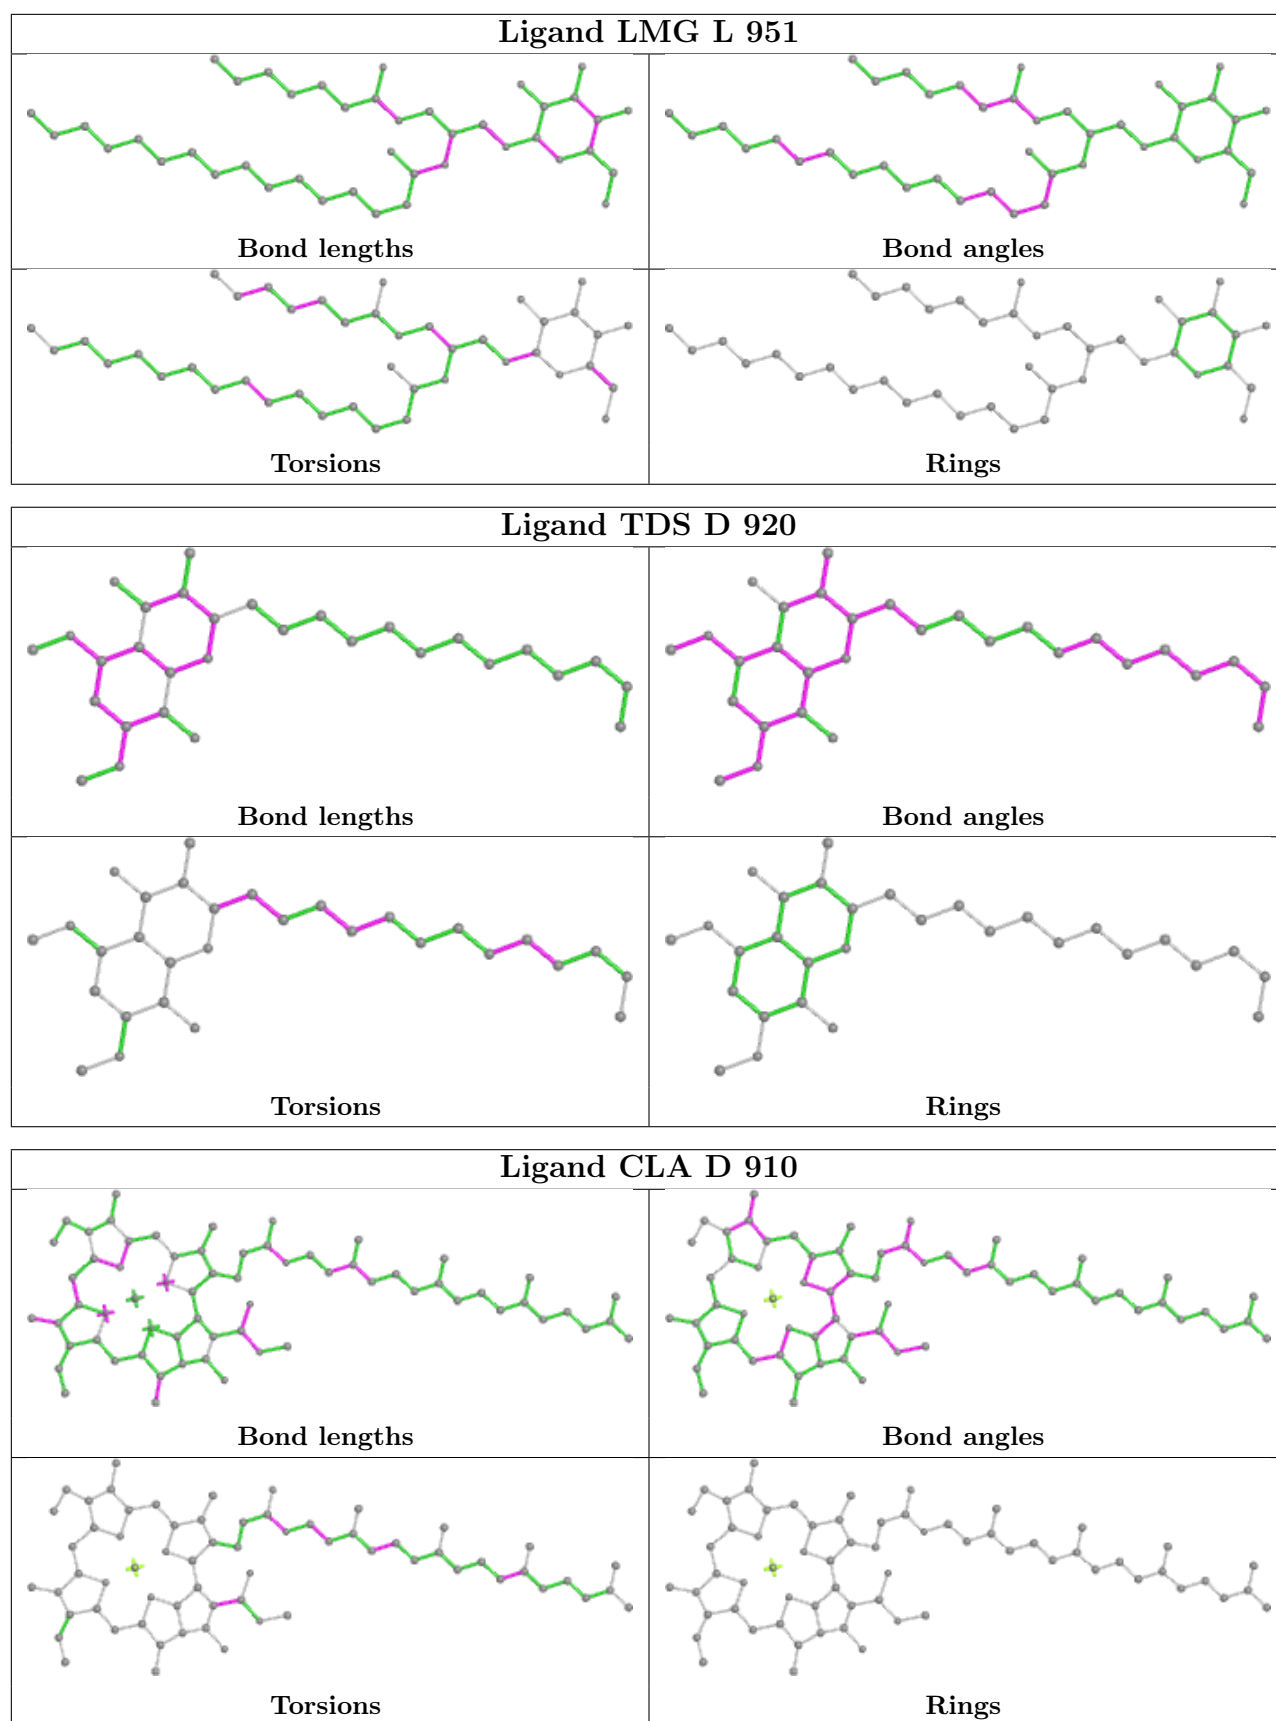 Ligand LMG L 951
Bond lengths
Bond angles
Torsions
Rings
Ligand TDS D 920
Bond lengths
Bond angles
Torsions
Rings
Ligand CLA D 910
Bond lengths
Bond angles
Torsions
Rings